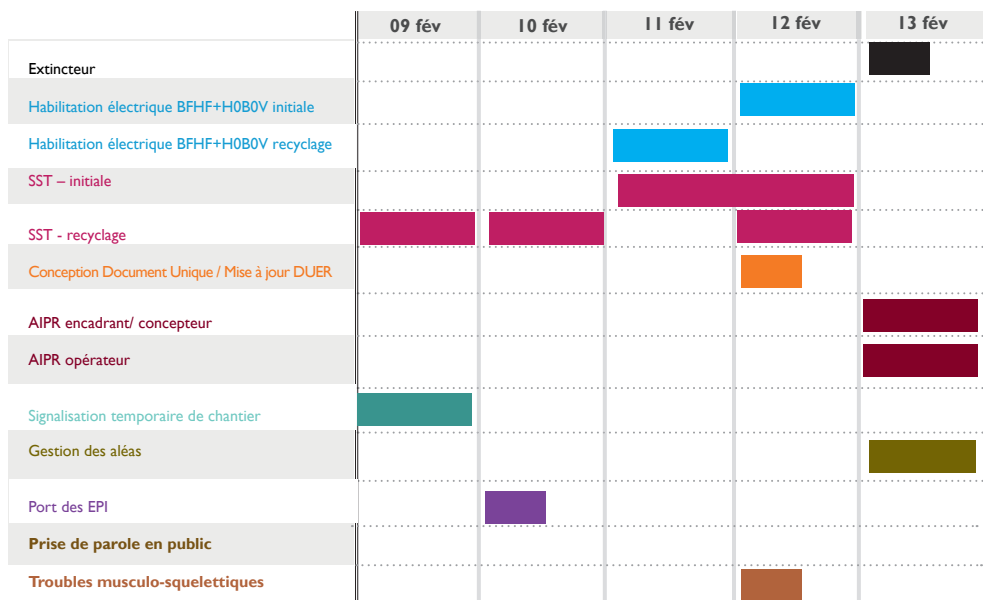 09 fév 10 fév 11 fév 12 fév 13 fév
Extincteur
Habilitation électrique BFHF+H0B0V initiale
Habilitation électrique BFHF+H0B0V recyclage
SST – initiale
SST - recyclage
Conception Document Unique / Mise à jour DUER
AIPR encadrant/ concepteur
AIPR opérateur
Signalisation temporaire de chantier
Gestion des aléas
Port des EPI
Prise de parole en public
Troubles musculo-squelettiques